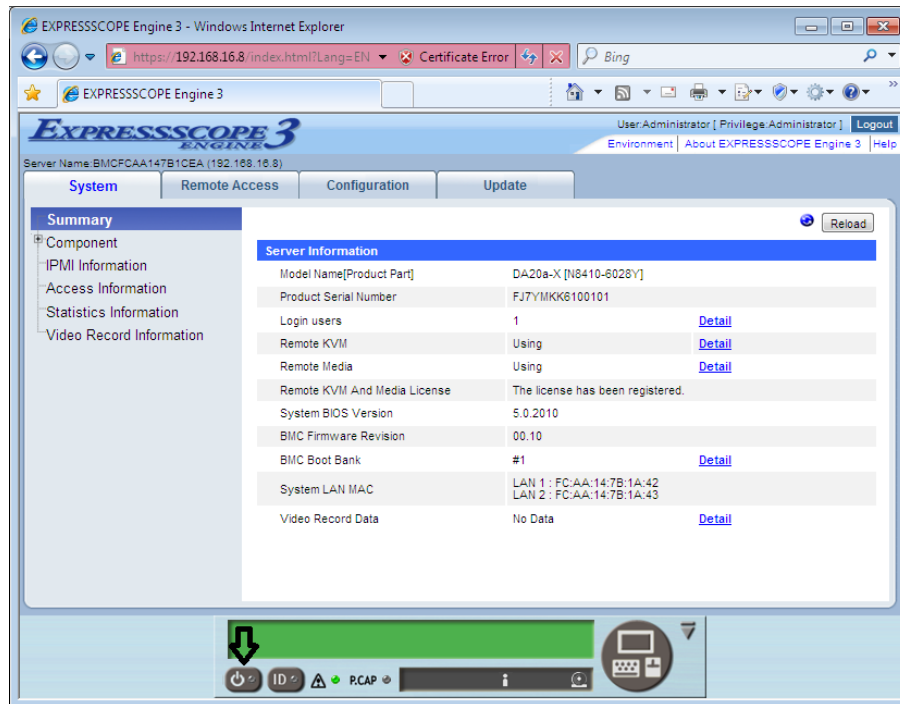 EXPRESSSCOPE Engine 3 - Windows Internet Explorer
https://192.168.16.8/index.html?Lang=EN Certificate Error Bing
EXPRESSSCOPE Engine 3
EXPRESSSCOPE 3
ENGINE
User:Administrator [ Privilege:Administrator ] Logout
Environment About EXPRESSSCOPE Engine 3 Help
Server Name:BMCFCAA147B1CEA (192.168.16.8)
System Remote Access Configuration Update
Summary
Component
IPMI Information
Access Information
Statistics Information
Video Record Information
Reload
Server Information
Model Name[Product Part] DA20a-X [N8410-6028Y]
Product Serial Number FJ7YMKK6100101
Login users 1 Detail
Remote KVM Using Detail
Remote Media Using Detail
Remote KVM And Media License The license has been registered.
System BIOS Version 5.0.2010
BMC Firmware Revision 00.10
BMC Boot Bank #1 Detail
System LAN MAC LAN 1 : FC:AA:14:7B:1A:42
LAN 2 : FC:AA:14:7B:1A:43
Video Record Data No Data Detail
ID P.CAP